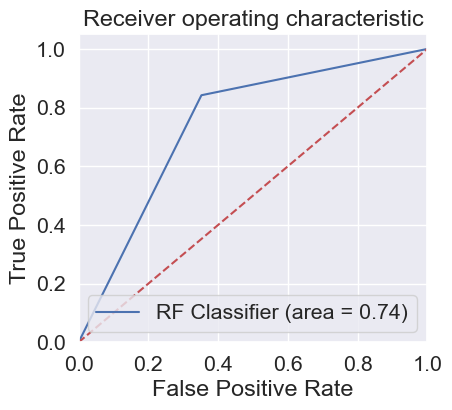 Receiver operating characteristic
True Positive Rate
1.0
0.8
0.6
0.4
0.2
0.0
RF Classifier (area = 0.74)
0.0 0.2 0.4 0.6 0.8 1.0
False Positive Rate